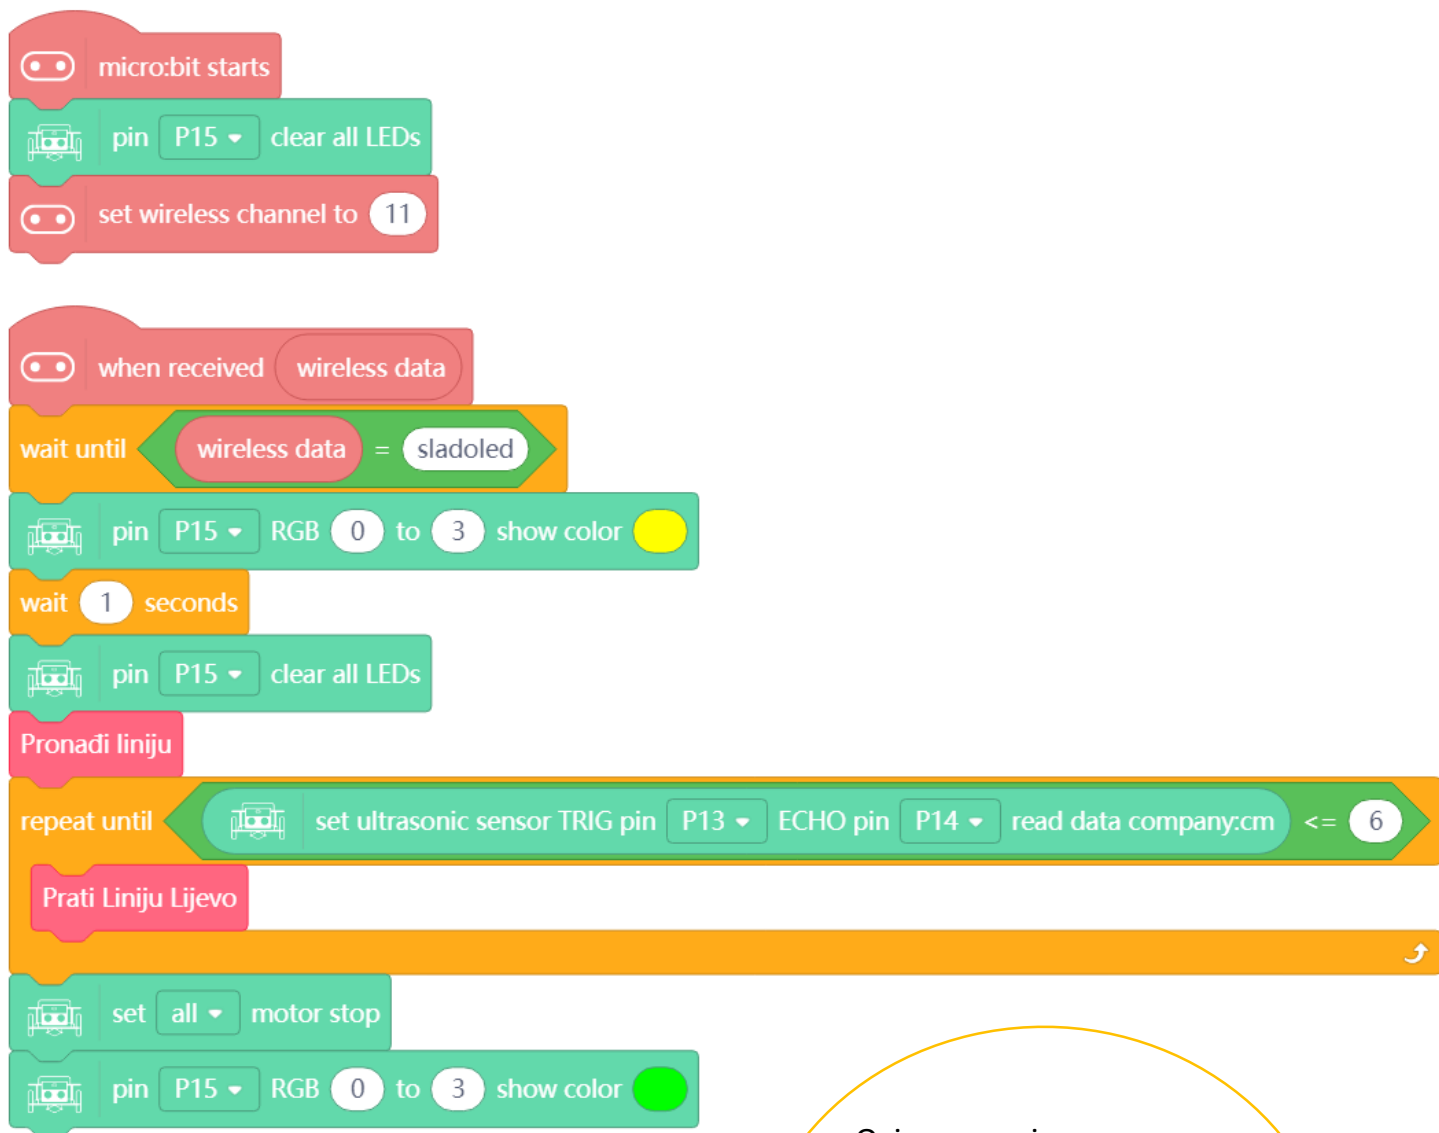 micro:bit starts
pin P15 clear all LEDs
set wireless channel to 11
when received wireless data
wait until wireless data = sladoled
pin P15 RGB 0 to 3 show color
wait 1 seconds
pin P15 clear all LEDs
Pronađi liniju
repeat until set ultrasonic sensor TRIG pin P13 ECHO pin P14 read data company:cm <= 6
Prati Liniju Lijevo
set all motor stop
pin P15 RGB 0 to 3 show color